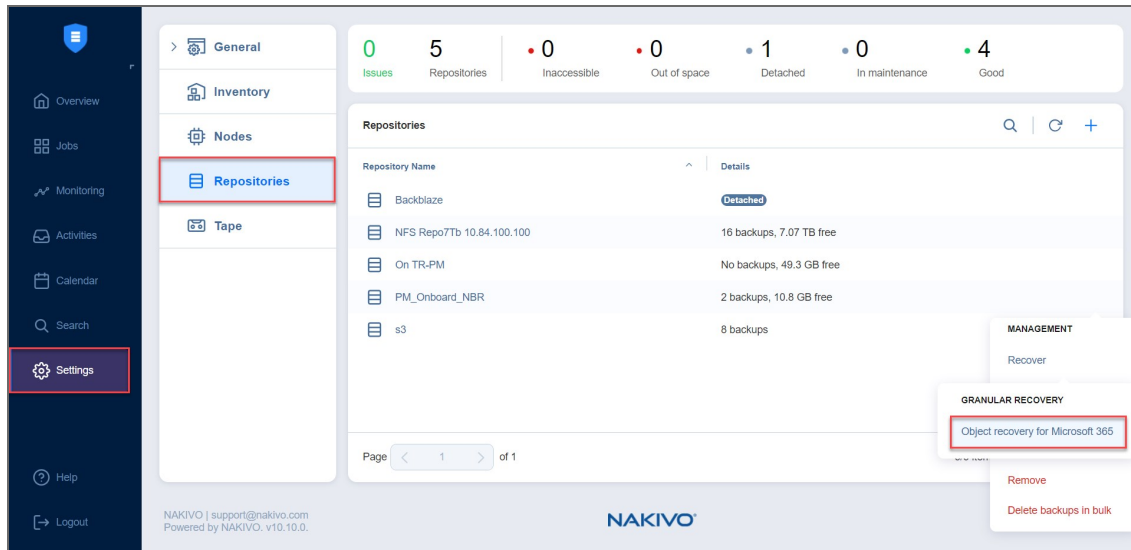 Overview
Jobs
Monitoring
Activities
Calendar
Search
Settings
Help
Logout
General
Inventory
Nodes
Repositories
Tape
0
Issues
5
Repositories
0
Inaccessible
0
Out of space
1
Detached
0
In maintenance
4
Good
Repositories
Repository Name
Details
Backblaze
Detached
NFS Repo7Tb 10.84.100.100
16 backups, 7.07 TB free
On TR-PM
No backups, 49.3 GB free
PM_Onboard_NBR
2 backups, 10.8 GB free
s3
8 backups
MANAGEMENT
Recover
GRANULAR RECOVERY
Object recovery for Microsoft 365
Remove
Delete backups in bulk
Page 1 of 1
NAKIVO | support@nakivo.com
Powered by NAKIVO. v10.10.0.
NAKIVO®